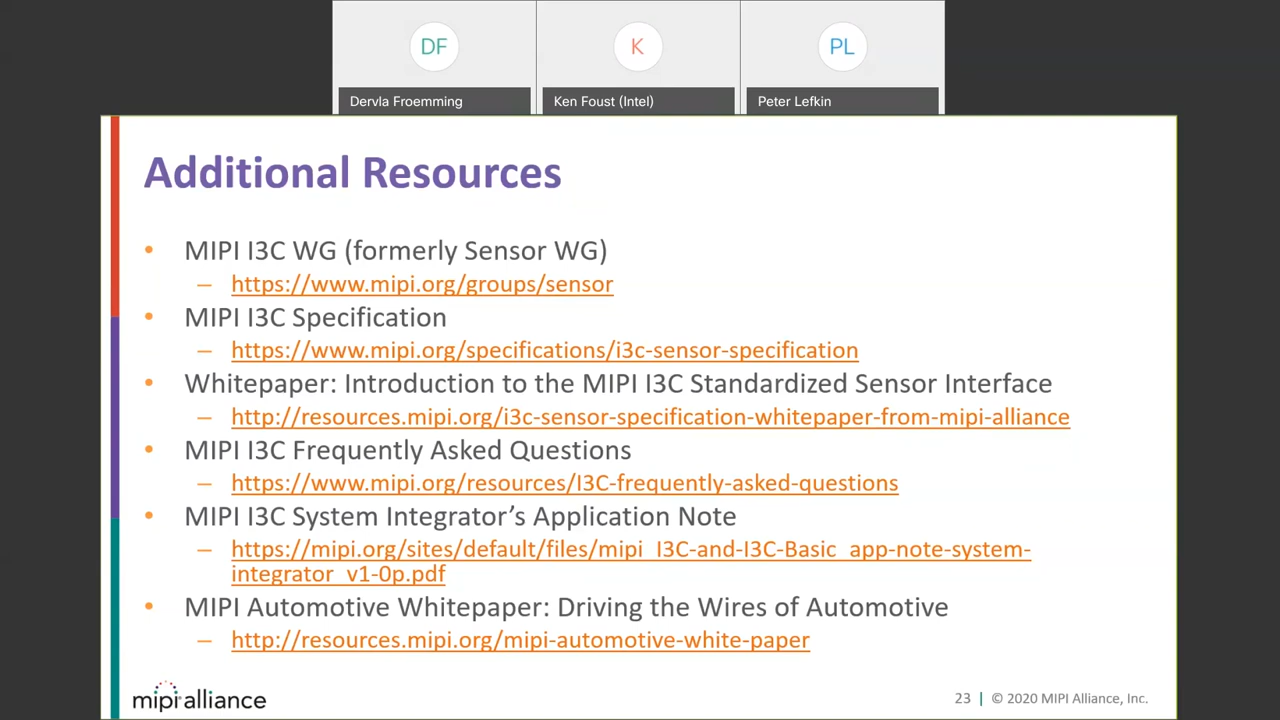 DF
K
PL
Dervla Froemming
Ken Foust (Intel)
Peter Lefkin
Additional Resources
• MIPI I3C WG (formerly Sensor WG)
– https://www.mipi.org/groups/sensor
• MIPI I3C Specification
– https://www.mipi.org/specifications/i3c-sensor-specification
• Whitepaper: Introduction to the MIPI I3C Standardized Sensor Interface
– http://resources.mipi.org/i3c-sensor-specification-whitepaper-from-mipi-alliance
• MIPI I3C Frequently Asked Questions
– https://www.mipi.org/resources/I3C-frequently-asked-questions
• MIPI I3C System Integrator’s Application Note
– https://mipi.org/sites/default/files/mipi_I3C-and-I3C-Basic_app-note-system-
integrator_v1-0p.pdf
• MIPI Automotive Whitepaper: Driving the Wires of Automotive
– http://resources.mipi.org/mipi-automotive-white-paper
mipi alliance
23 | © 2020 MIPI Alliance, Inc.